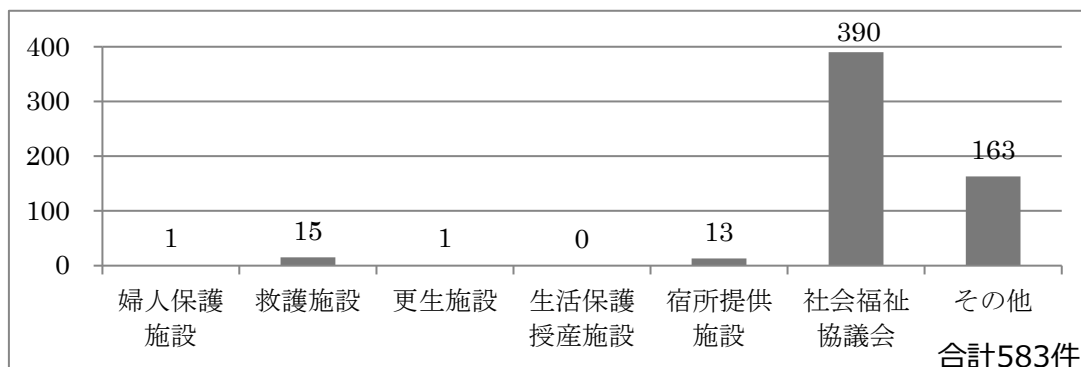 400
300
200
100
0
1
15
1
0
13
390
163
婦人保護
施設
救護施設
更生施設
生活保護
授産施設
宿所提供
施設
社会福祉
協議会
その他
合計583件